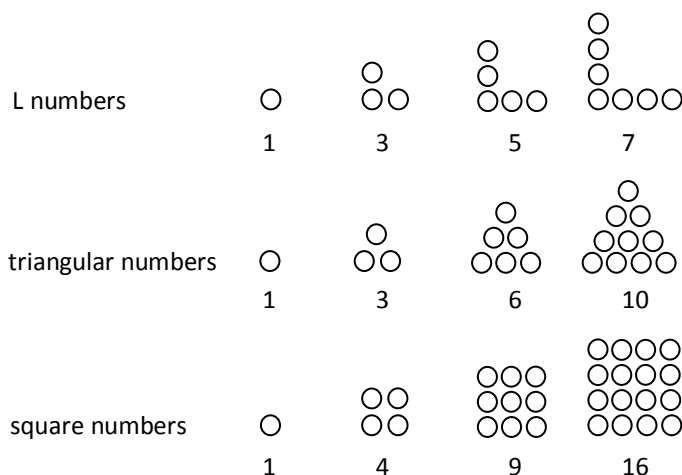 L numbers
1 3 5 7
triangular numbers
1 3 6 10
square numbers
1 4 9 16